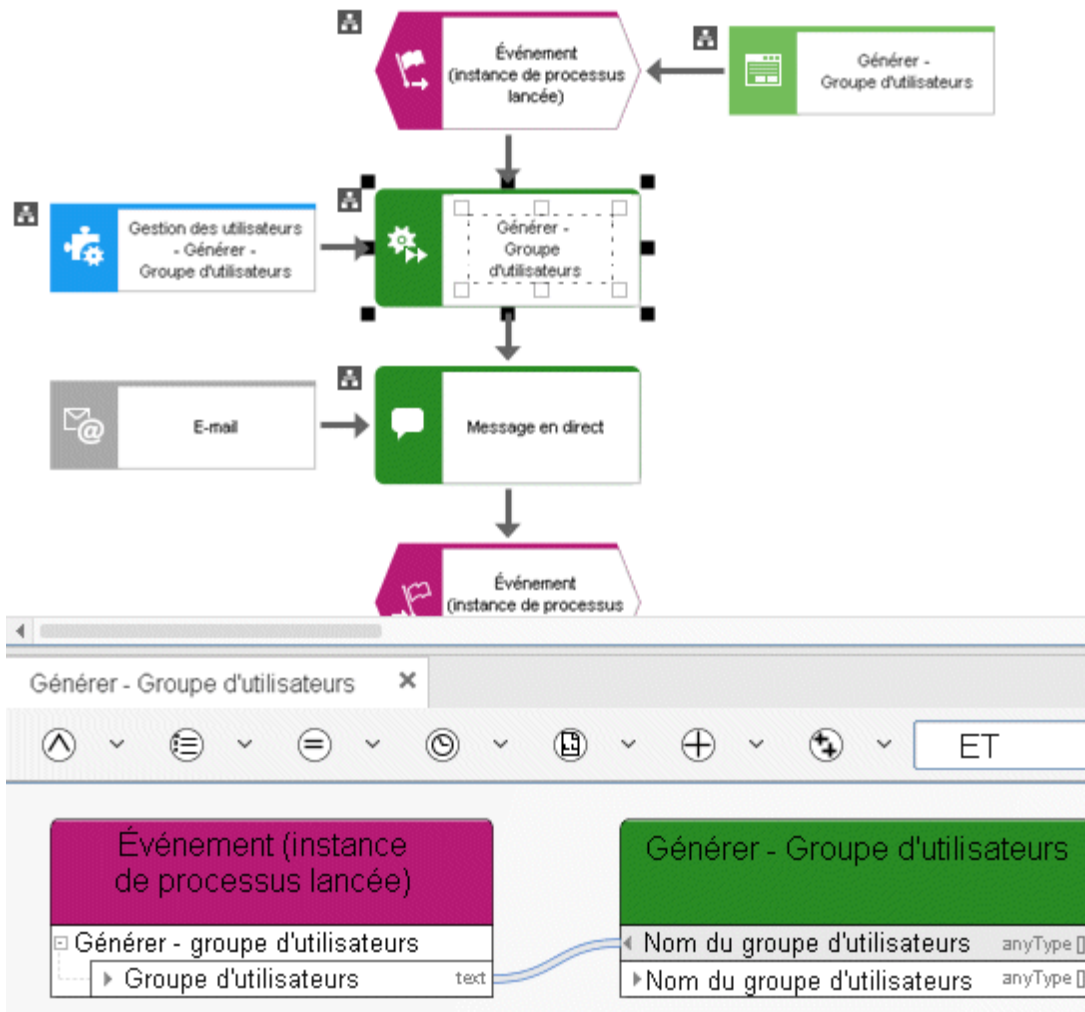 Événement
(instance de processus
lancée)
Générer -
Groupe d'utilisateurs
Gestion des utilisateurs
- Générer -
Groupe d'utilisateurs
Générer -
Groupe
d'utilisateurs
E-mail
Message en direct
Événement
(instance de processus
Générer - Groupe d'utilisateurs
ET
Événement (instance
de processus lancée)
Générer - groupe d'utilisateurs
Groupe d'utilisateurs text
Générer - Groupe d'utilisateurs
Nom du groupe d'utilisateurs anyType []
Nom du groupe d'utilisateurs anyType []